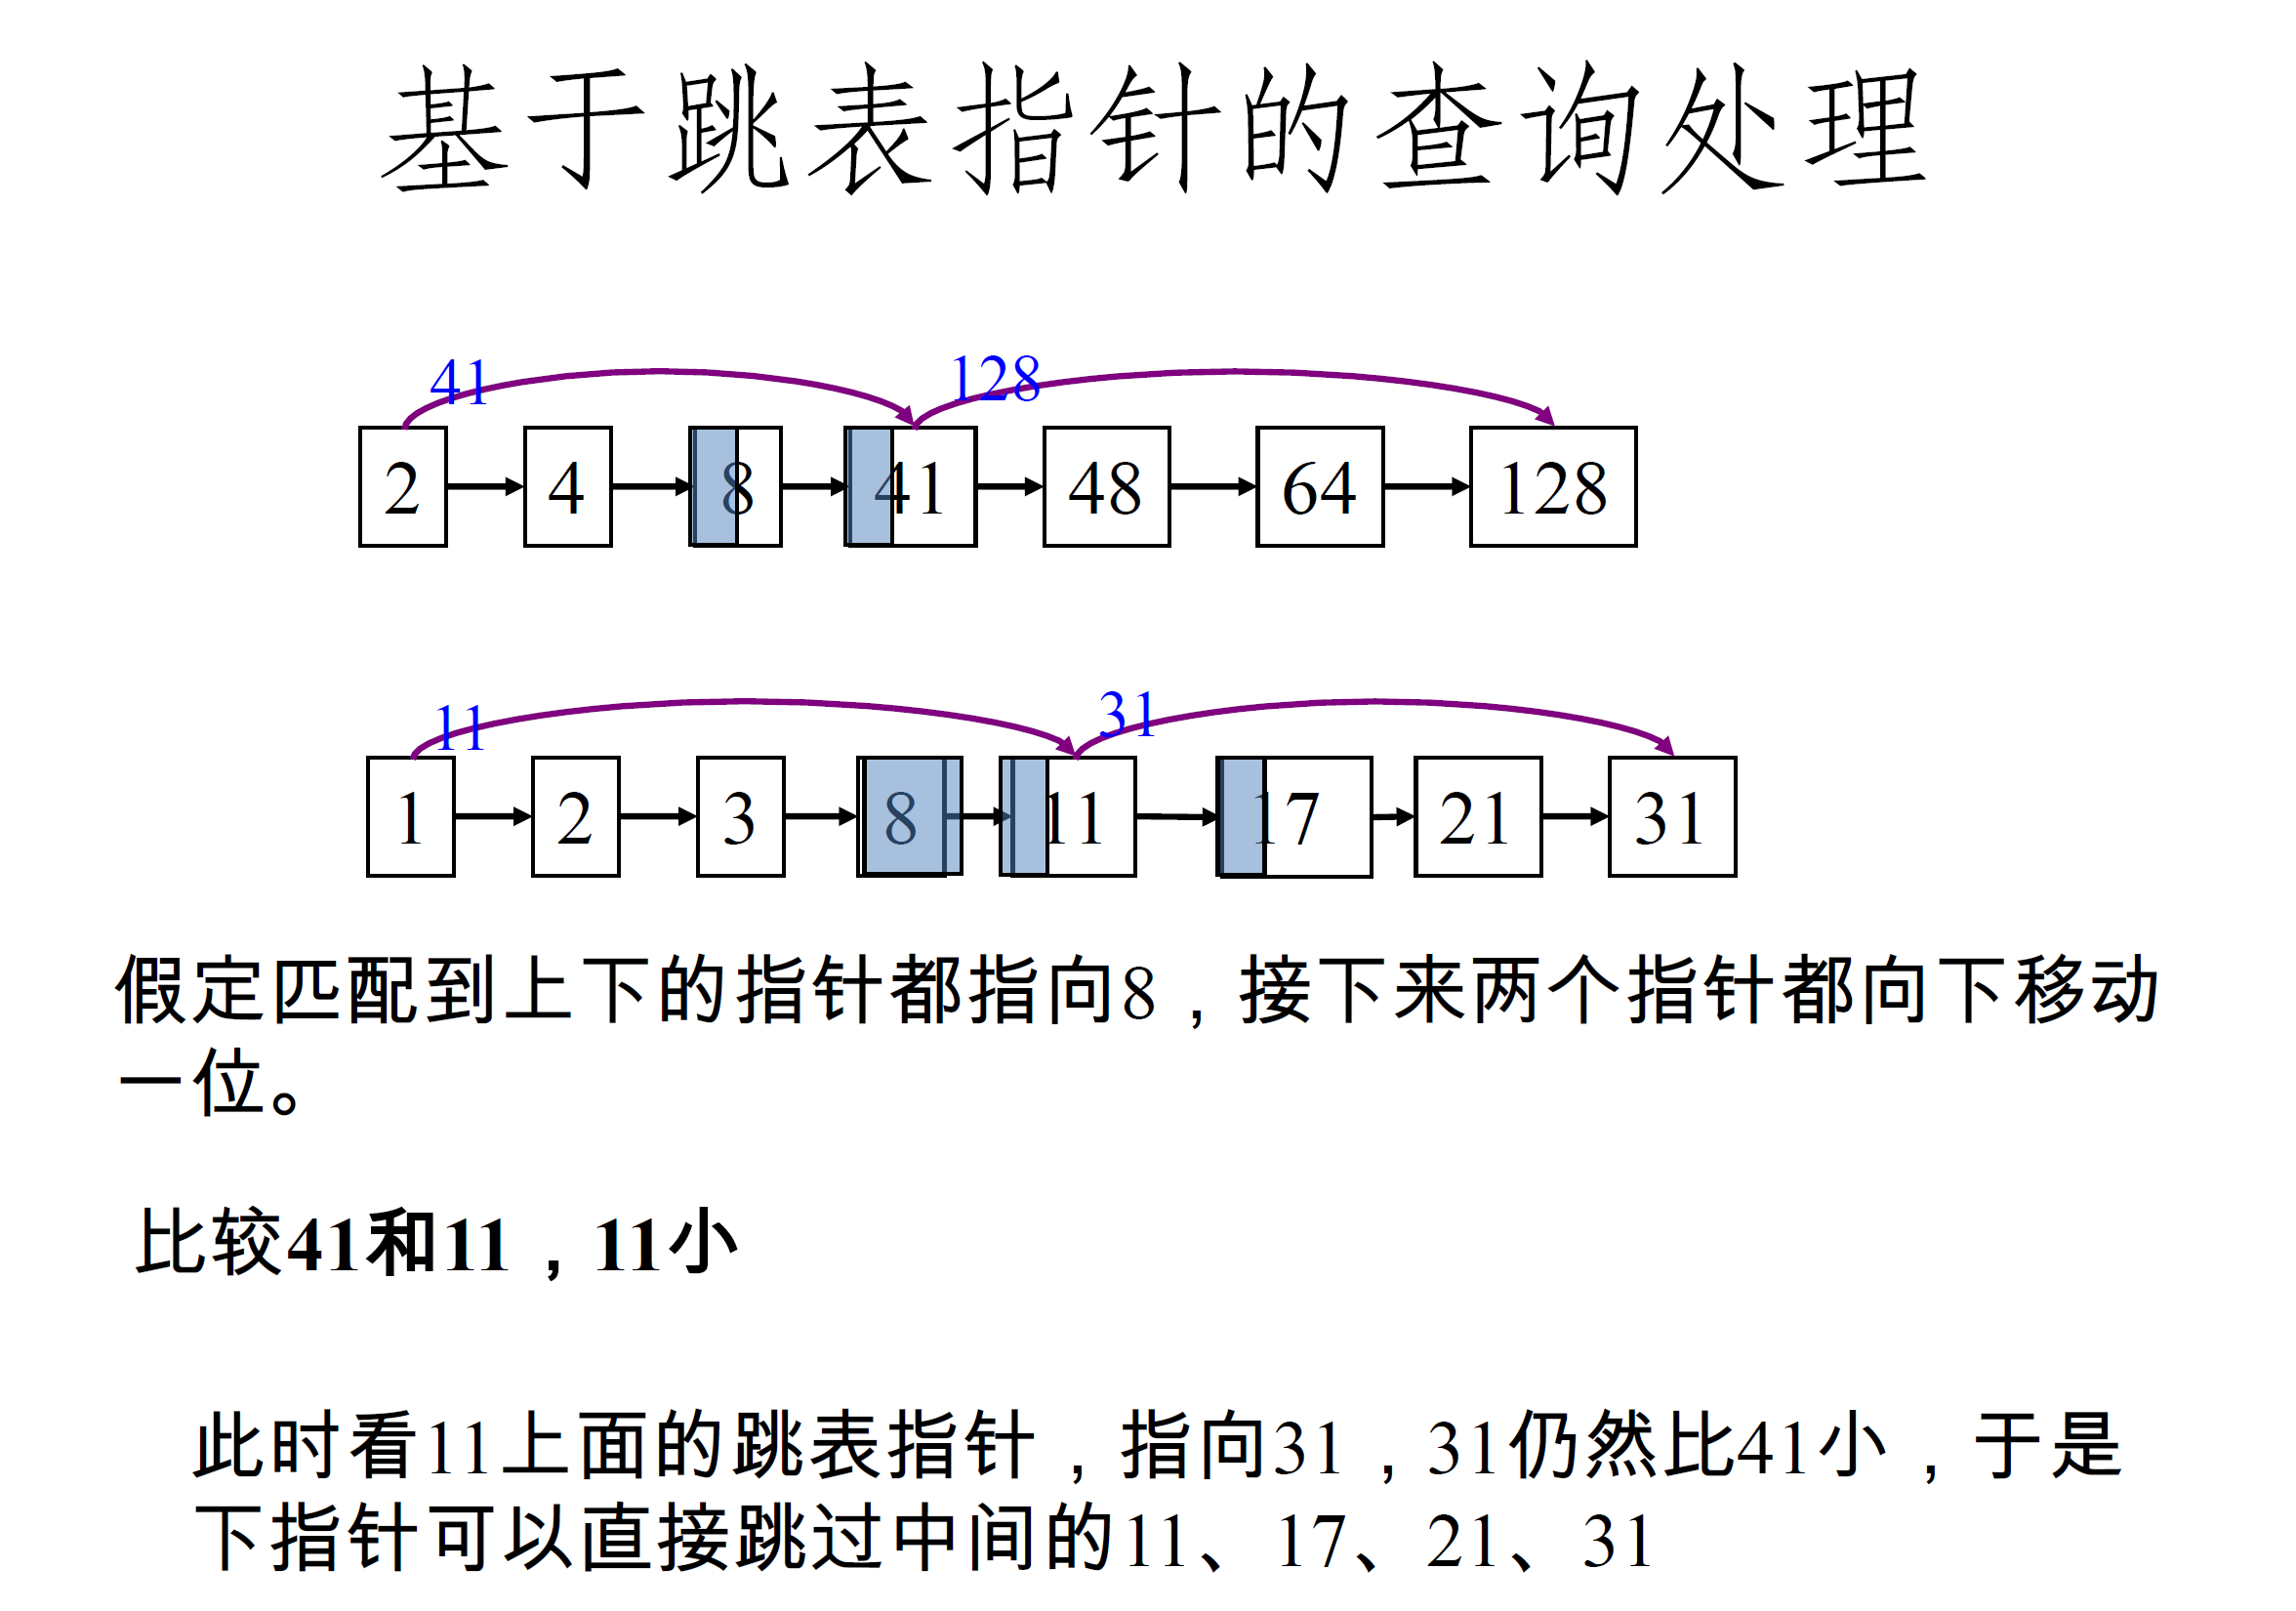 基于跳表指针的查询处理
41 128
2 4 8 41 48 64 128
11 31
1 2 3 8 11 17 21 31
假定匹配到上下的指针都指向8，接下来两个指针都向下移动
一位。
比较41和11，11小
此时看11上面的跳表指针，指向31，31仍然比41小，于是
下指针可以直接跳过中间的11、17、21、31